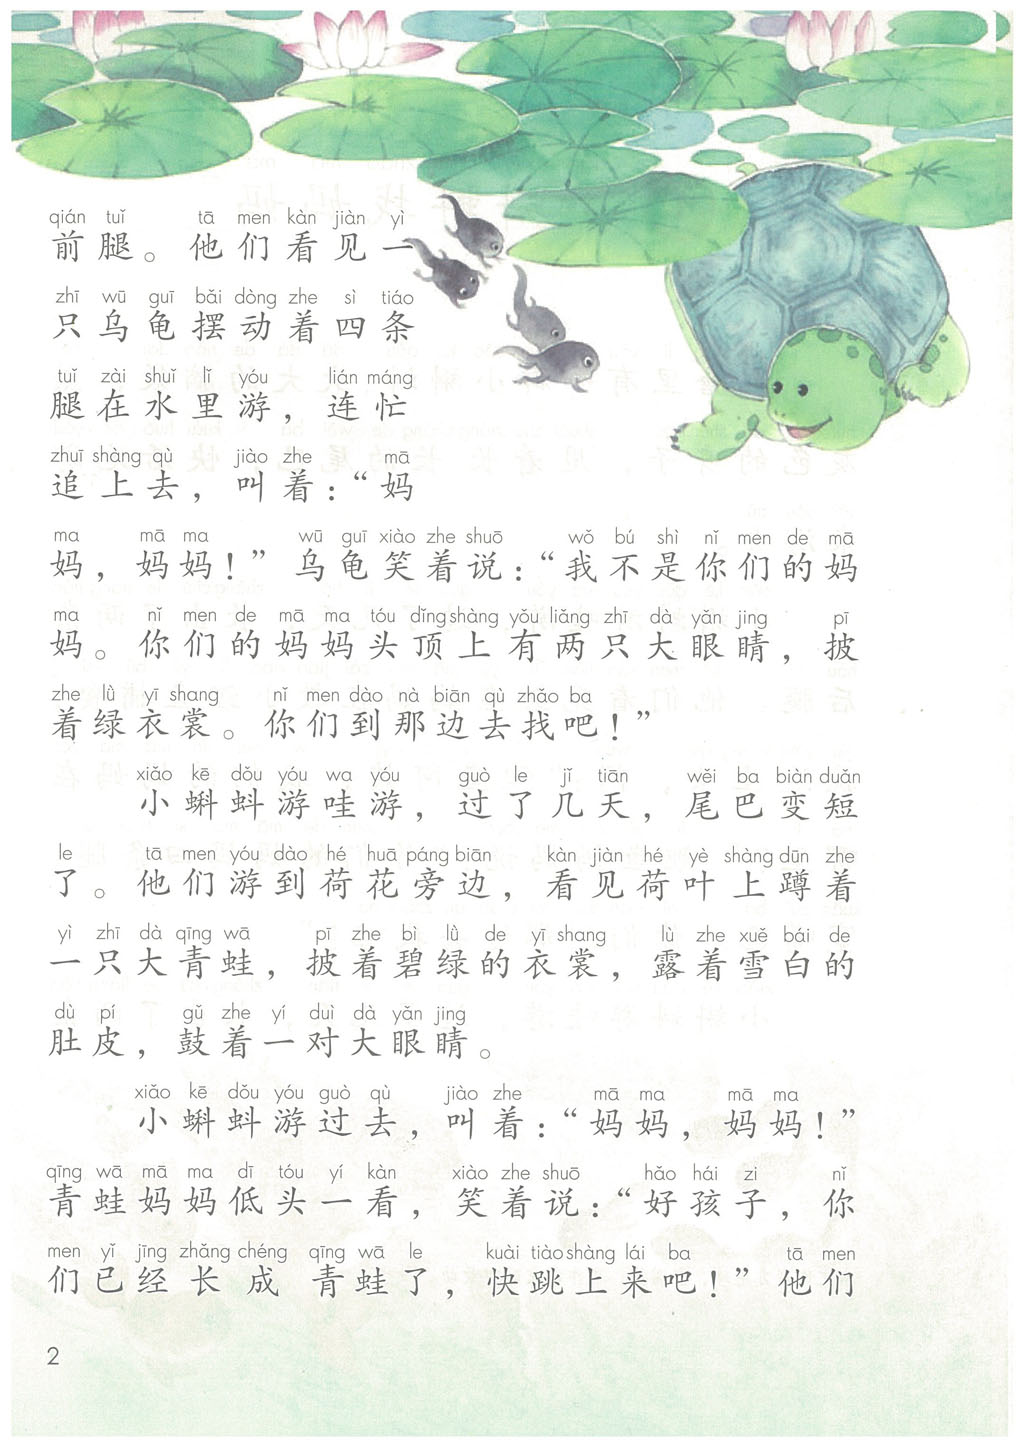 qián tuǐ tā men kàn jiàn yì
前腿。他们看见一
zhī wū guī bǎi dòng zhe sì tiáo
只乌龟摆动着四条
tuǐ zài shuǐ lǐ yóu lián máng
腿在水里游，连忙
zhuī shàng qù jiào zhe mā
追上去，叫着：“妈
ma mā ma wū guī xiào zhe shuō wǒ bú shì nǐ men de mā
妈，妈妈！”乌龟笑着说：“我不是你们的妈
ma nǐ men de mā ma tóu dǐng shàng yǒu liǎng zhī dà yǎn jing pī
妈。你们的妈妈头顶上有两只大眼睛，披
zhe lǜ yī shang nǐ men dào nà biān qù zhǎo ba
着绿衣裳。你们到那边去找吧！”
xiǎo kē dǒu yóu wa yóu guò le jǐ tiān wěi ba biàn duǎn
小蝌蚪游哇游，过了几天，尾巴变短
le tā men yóu dào hé huā páng biān kàn jiàn hé yè shàng dūn zhe
了。他们游到荷花旁边，看见荷叶上蹲着
yì zhī dà qīng wā pī zhe bì lǜ de yī shang lù zhe xuě bái de
一只大青蛙，披着碧绿的衣裳，露着雪白的
dù pí gǔ zhe yí duì dà yǎn jing
肚皮，鼓着一对大眼睛。
xiǎo kē dǒu yóu guò qù jiào zhe mā ma mā ma
小蝌蚪游过去，叫着：“妈妈，妈妈！”
qīng wā mā ma dī tóu yí kàn xiào zhe shuō hǎo hái zi nǐ
青蛙妈妈低头一看，笑着说：“好孩子，你
men yǐ jīng zhǎng chéng qīng wā le kuài tiào shàng lái ba tā men
们已经长成青蛙了，快跳上来吧！”他们
2